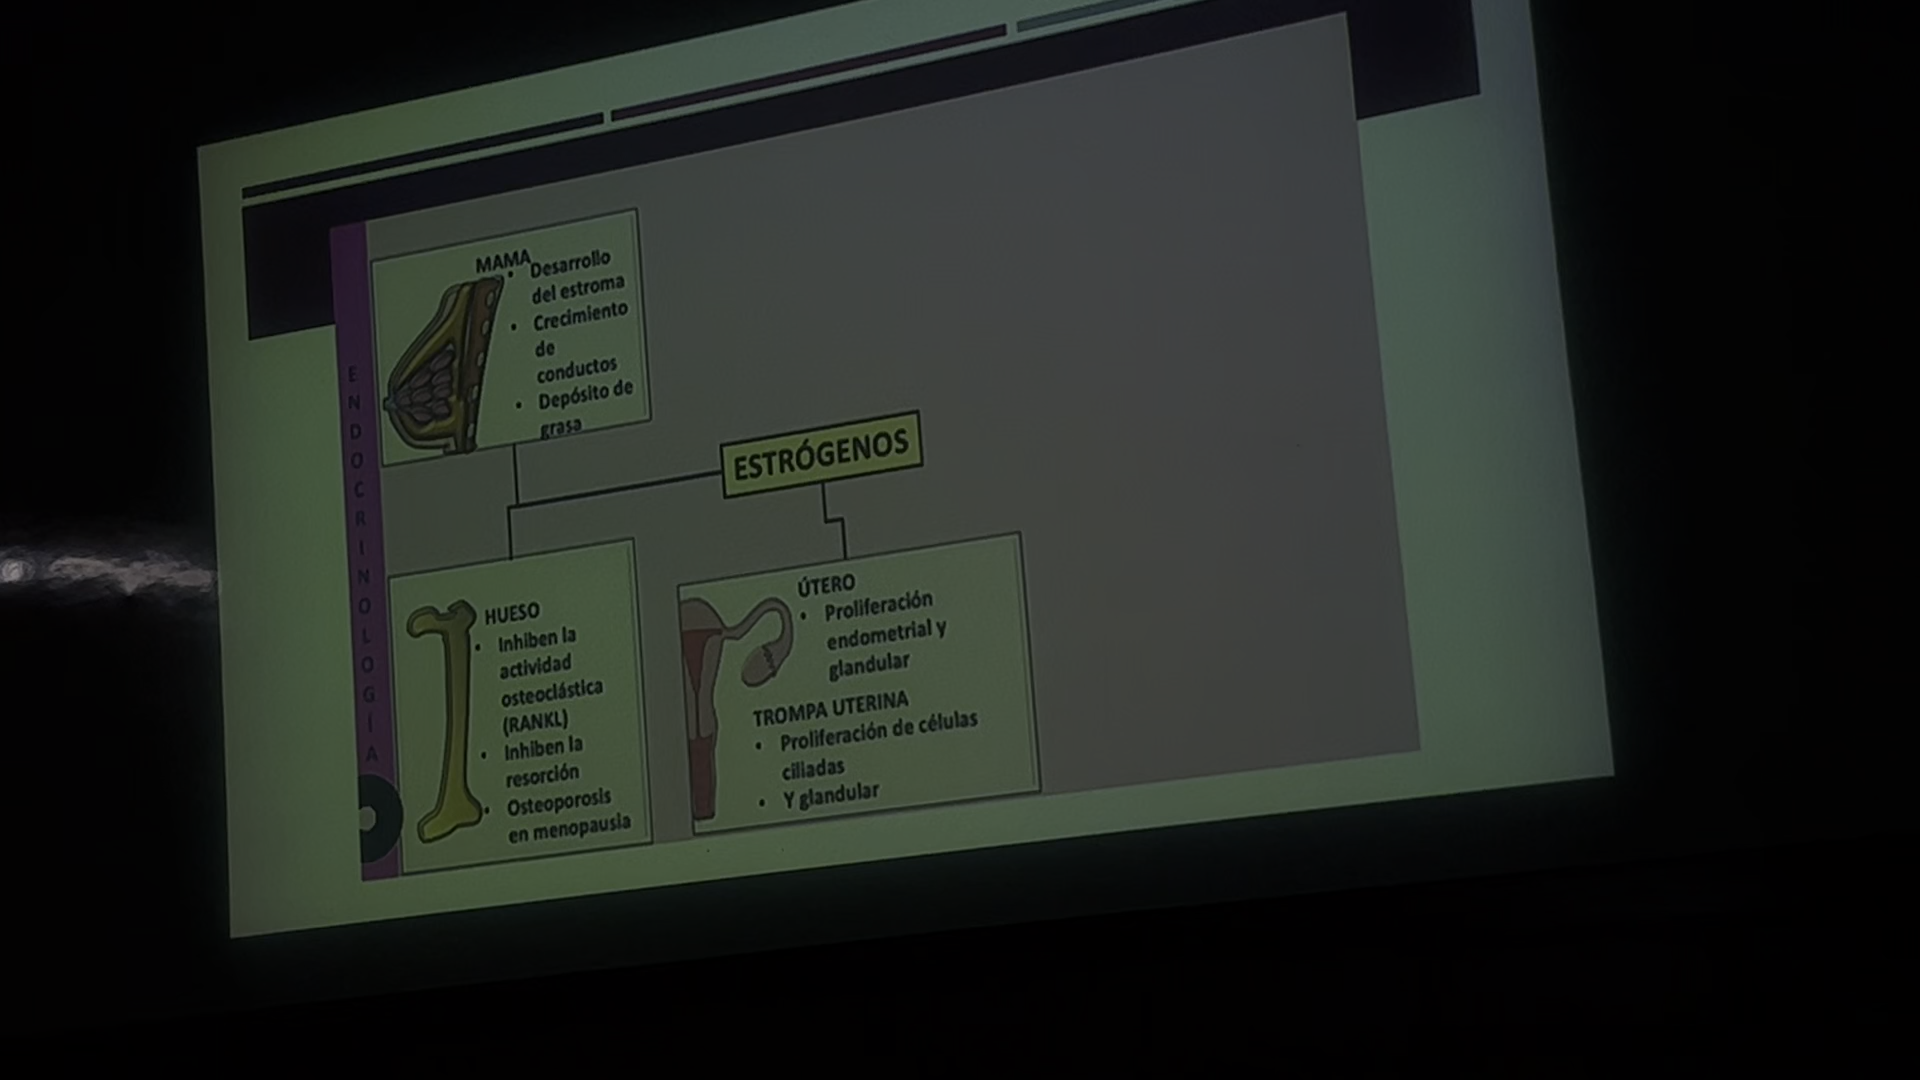 ENDOCRINOLOGÍA
MAMA
• Desarrollo
del estroma
• Crecimiento
de
conductos
• Depósito de
grasa
ESTRÓGENOS
HUESO
• Inhiben la
actividad
osteoclástica
(RANKL)
• Inhiben la
resorción
• Osteoporosis
en menopausia
ÚTERO
• Proliferación
endometrial y
glandular
TROMPA UTERINA
• Proliferación de células
ciliadas
• Y glandular